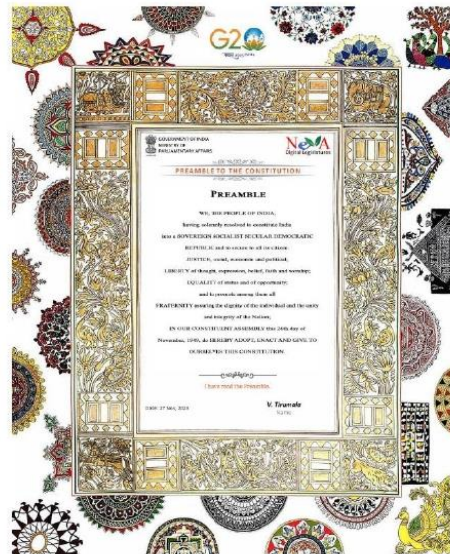 G20
GOVERNMENT OF INDIA
MINISTRY OF
PARLIAMENTARY AFFAIRS
NeVA
Digital Legislatures
PREAMBLE TO THE CONSTITUTION
PREAMBLE
WE, THE PEOPLE OF INDIA,
having solemnly resolved to constitute India
into a SOVEREIGN SOCIALIST SECULAR DEMOCRATIC
REPUBLIC and to secure to all its citizens
JUSTICE, social, economic and political;
LIBERTY of thought, expression, belief, faith and worship;
EQUALITY of status and of opportunity;
and to promote among them all
FRATERNITY assuring the dignity of the individual and the unity
and integrity of the Nation;
IN OUR CONSTITUENT ASSEMBLY this 26th day of
November, 1949, do HEREBY ADOPT, ENACT AND GIVE TO
OURSELVES THIS CONSTITUTION
I have read the Preamble.
V. Tirumala